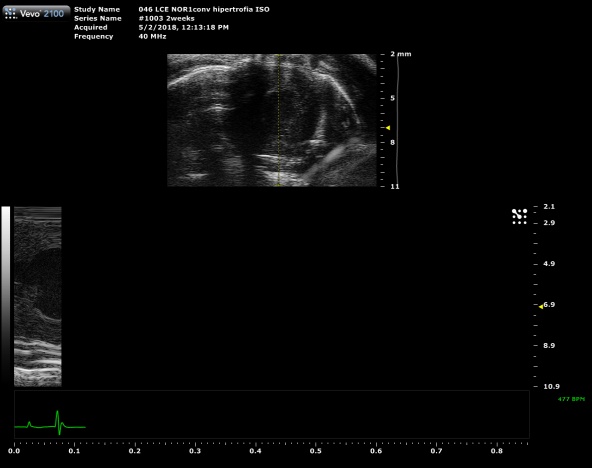 Vevo 2100
Study Name 046 LCE NOR1conv hipertrofia ISO
Series Name #1003 2weeks
Acquired 5/2/2018, 12:13:18 PM
Frequency 40 MHz
2 mm
5
8
11
2.1
2.9
4.9
6.9
8.9
10.9
477 BPM
0.0 0.1 0.2 0.3 0.4 0.5 0.6 0.7 0.8